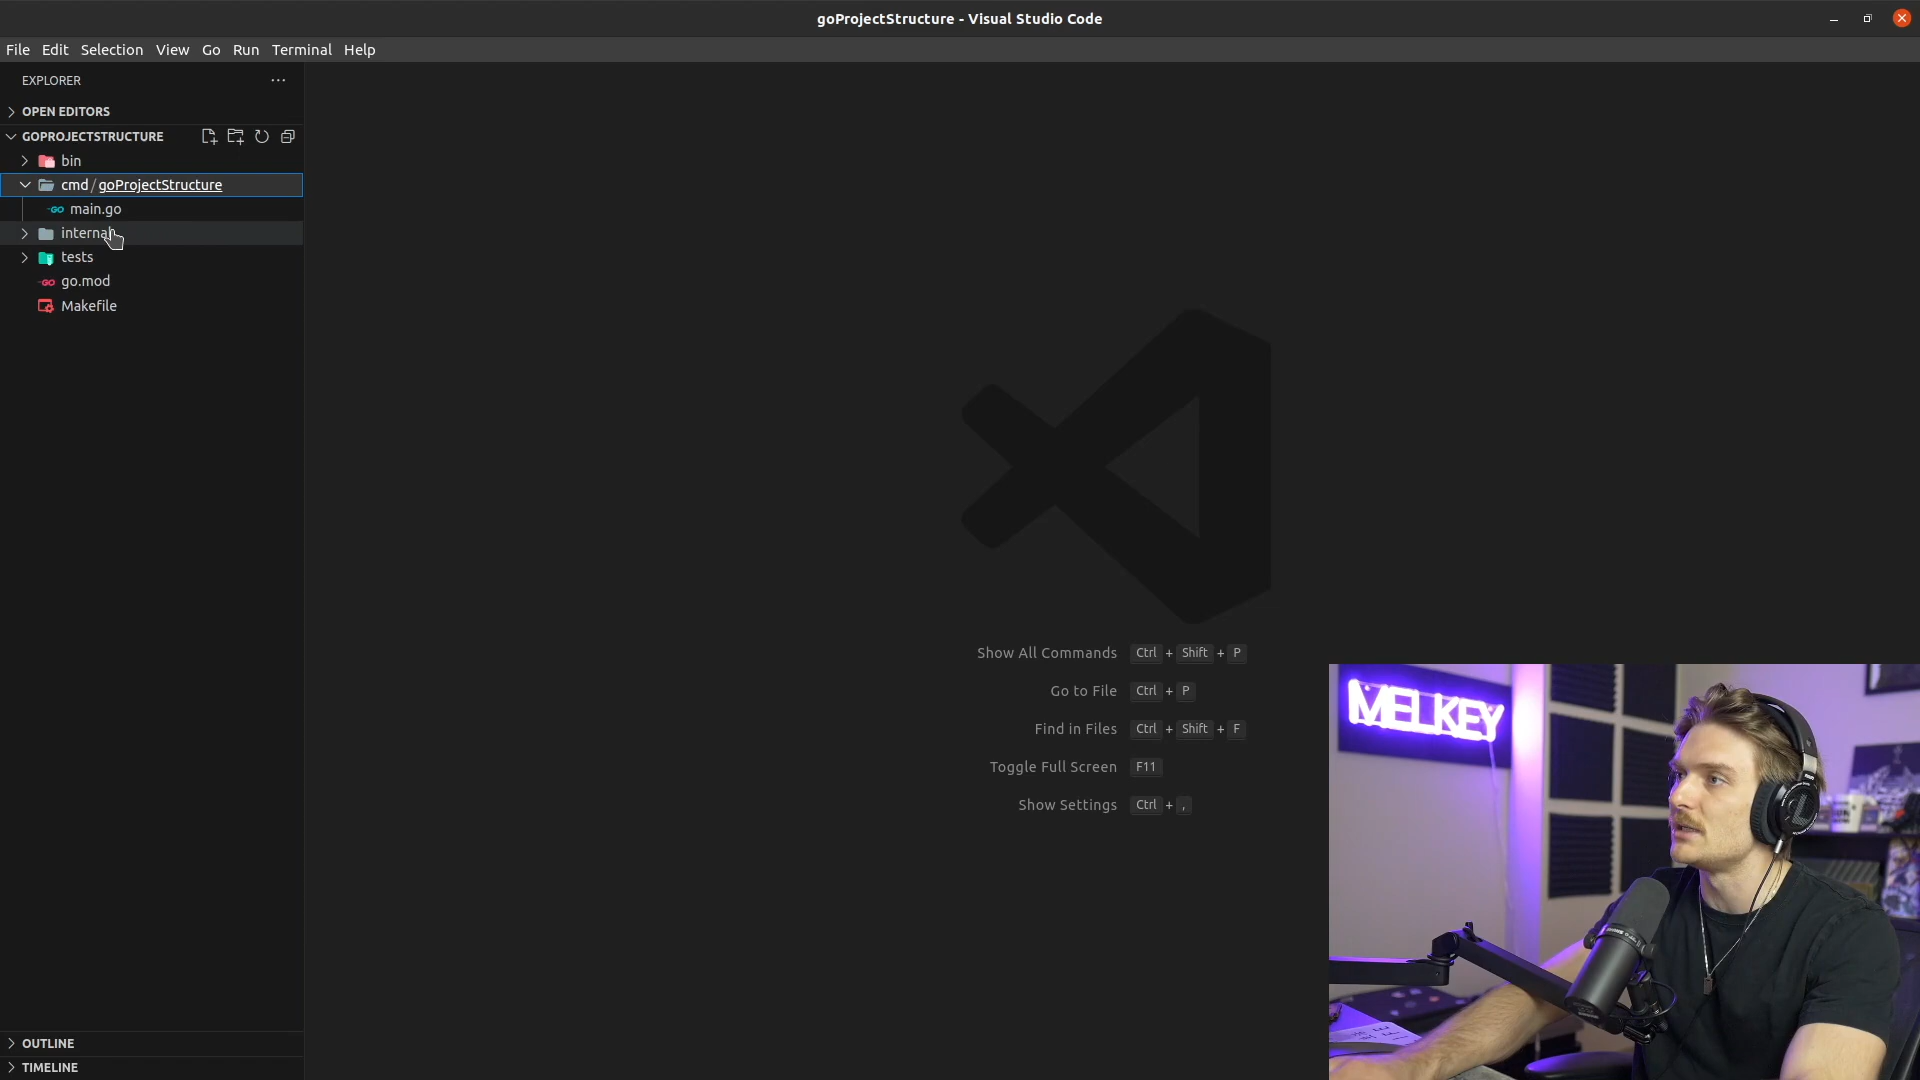 goProjectStructure - Visual Studio Code
File Edit Selection View Go Run Terminal Help
EXPLORER
OPEN EDITORS
GOPROJECTSTRUCTURE
bin
cmd / goProjectStructure
GO main.go
internal
tests
GO go.mod
Makefile
Show All Commands Ctrl + Shift + P
Go to File Ctrl + P
Find in Files Ctrl + Shift + F
Toggle Full Screen F11
Show Settings Ctrl + ,
MELKEY
OUTLINE
TIMELINE